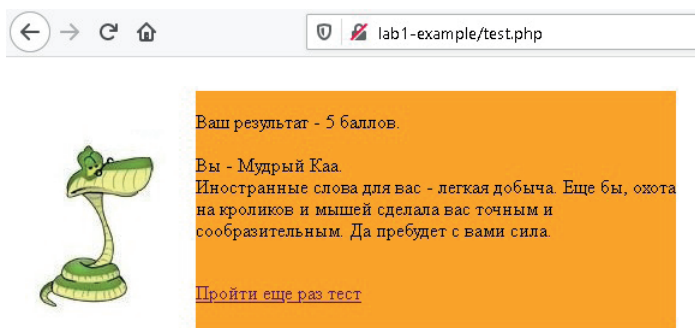 lab1-example/test.php
Ваш результат - 5 баллов.
Вы - Мудрый Каа.
Иностранные слова для вас - легкая добыча. Еще бы, охота
на кроликов и мышей сделала вас точным и
сообразительным. Да пребудет с вами сила.
Пройти еще раз тест